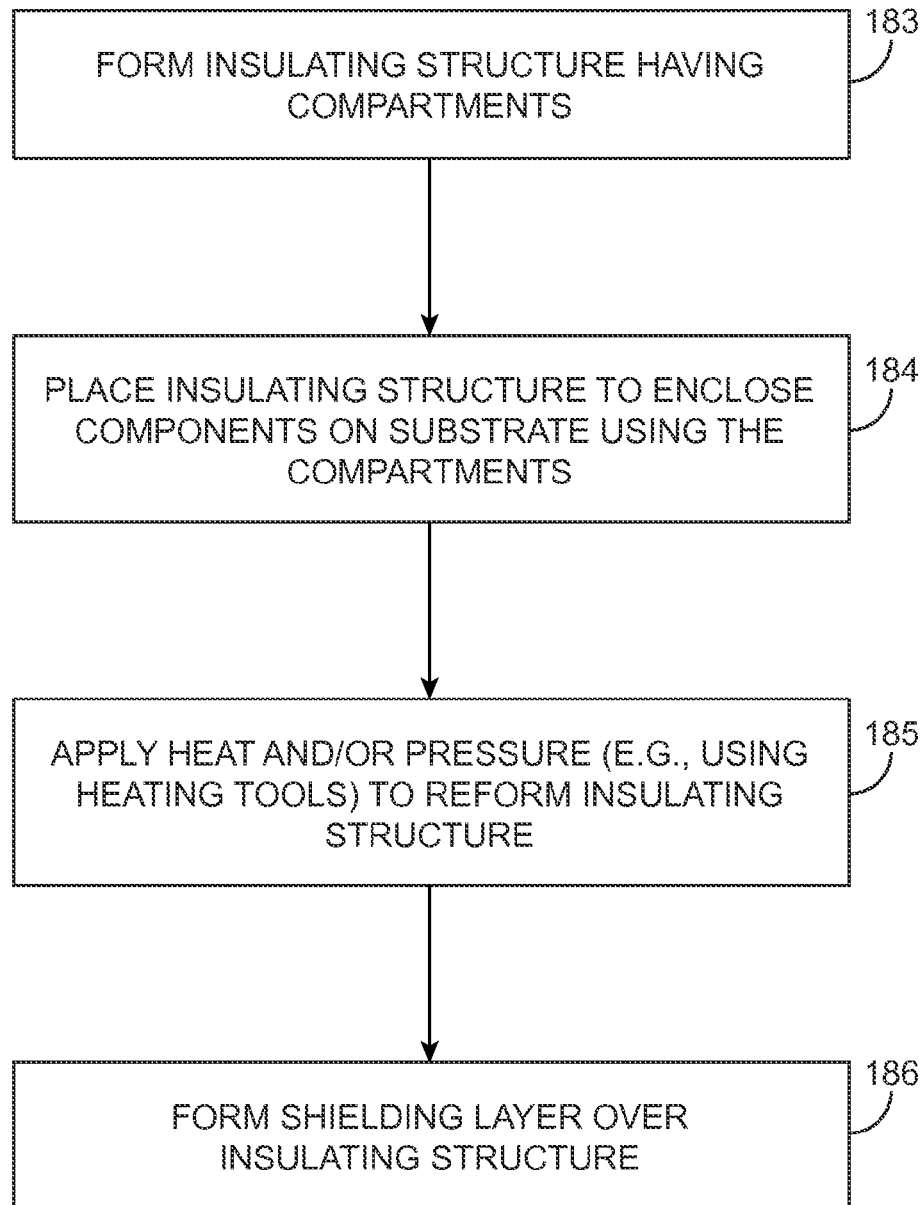 183
FORM INSULATING STRUCTURE HAVING
COMPARTMENTS
184
PLACE INSULATING STRUCTURE TO ENCLOSE
COMPONENTS ON SUBSTRATE USING THE
COMPARTMENTS
185
APPLY HEAT AND/OR PRESSURE (E.G., USING
HEATING TOOLS) TO REFORM INSULATING
STRUCTURE
186
FORM SHIELDING LAYER OVER
INSULATING STRUCTURE